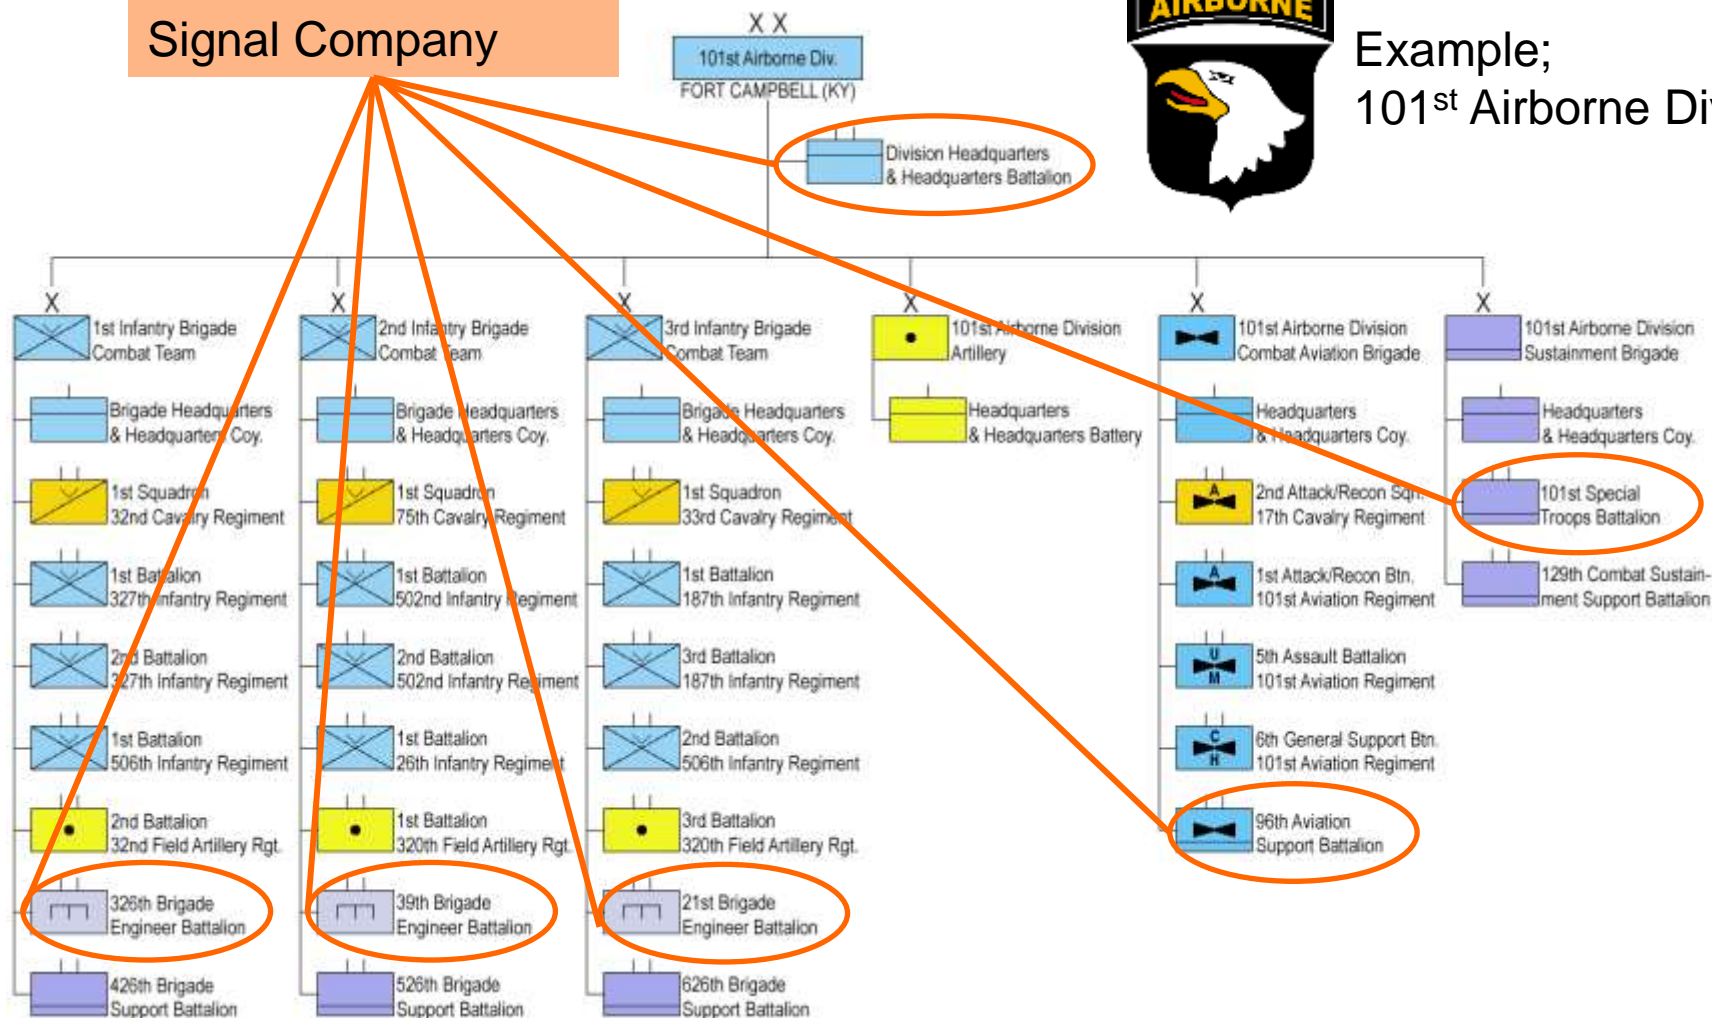 Signal Company
X X
101st Airborne Div.
FORT CAMPBELL (KY)
AIRBORNE
Example;
101st Airborne Div
Division Headquarters
& Headquarters Battalion
X
1st Infantry Brigade
Combat Team
Brigade Headquarters
& Headquarters Coy.
1st Squadron
32nd Cavalry Regiment
1st Battalion
327th Infantry Regiment
2nd Battalion
327th Infantry Regiment
1st Battalion
506th Infantry Regiment
2nd Battalion
32nd Field Artillery Rgt.
326th Brigade
Engineer Battalion
426th Brigade
Support Battalion
X
2nd Infantry Brigade
Combat Team
Brigade Headquarters
& Headquarters Coy.
1st Squadron
75th Cavalry Regiment
1st Battalion
502nd Infantry Regiment
2nd Battalion
502nd Infantry Regiment
1st Battalion
26th Infantry Regiment
1st Battalion
320th Field Artillery Rgt.
39th Brigade
Engineer Battalion
526th Brigade
Support Battalion
X
3rd Infantry Brigade
Combat Team
Brigade Headquarters
& Headquarters Coy.
1st Squadron
33rd Cavalry Regiment
1st Battalion
187th Infantry Regiment
3rd Battalion
187th Infantry Regiment
2nd Battalion
506th Infantry Regiment
3rd Battalion
320th Field Artillery Rgt.
21st Brigade
Engineer Battalion
626th Brigade
Support Battalion
X
101st Airborne Division
Artillery
Headquarters
& Headquarters Battery
X
101st Airborne Division
Combat Aviation Brigade
Headquarters
& Headquarters Coy.
A
2nd Attack/Recon Sqn.
17th Cavalry Regiment
A
1st Attack/Recon Btn.
101st Aviation Regiment
U
M
5th Assault Battalion
101st Aviation Regiment
C
H
6th General Support Btn.
101st Aviation Regiment
96th Aviation
Support Battalion
X
101st Airborne Division
Sustainment Brigade
Headquarters
& Headquarters Coy.
101st Special
Troops Battalion
129th Combat Sustain-
ment Support Battalion